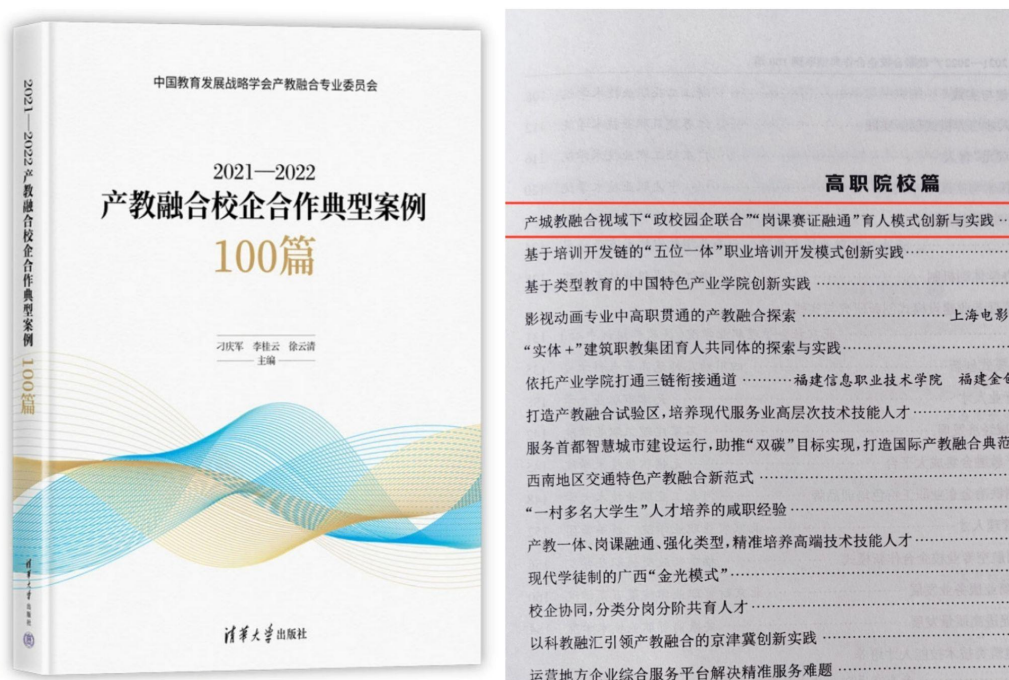 2021—2022产教融合校企合作典型案例 100篇
清华大学出版社
中国教育发展战略学会产教融合专业委员会
2021—2022
产教融合校企合作典型案例
100篇
刁庆军 李桂云 徐云清
主编
清华大学出版社
高职院校篇
产城教融合视域下“政校园企联合”“岗课赛证融通”育人模式创新与实践
基于培训开发链的“五位一体”职业培训开发模式创新实践
基于类型教育的中国特色产业学院创新实践
影视动画专业中高职贯通的产教融合探索 上海电影
“实体+”建筑职教集团育人共同体的探索与实践
依托产业学院打通三链衔接通道 福建信息职业技术学院 福建金
打造产教融合试验区,培养现代服务业高层次技术技能人才
服务首都智慧城市建设运行,助推“双碳”目标实现,打造国际产教融合典范
西南地区交通特色产教融合新范式
“一村多名大学生”人才培养的咸职经验
产教一体、岗课融通、强化类型,精准培养高端技术技能人才
现代学徒制的广西“金光模式”
校企协同,分类分岗分阶共育人才
以科教融汇引领产教融合的京津冀创新实践
运营地方企业综合服务平台解决精准服务难题